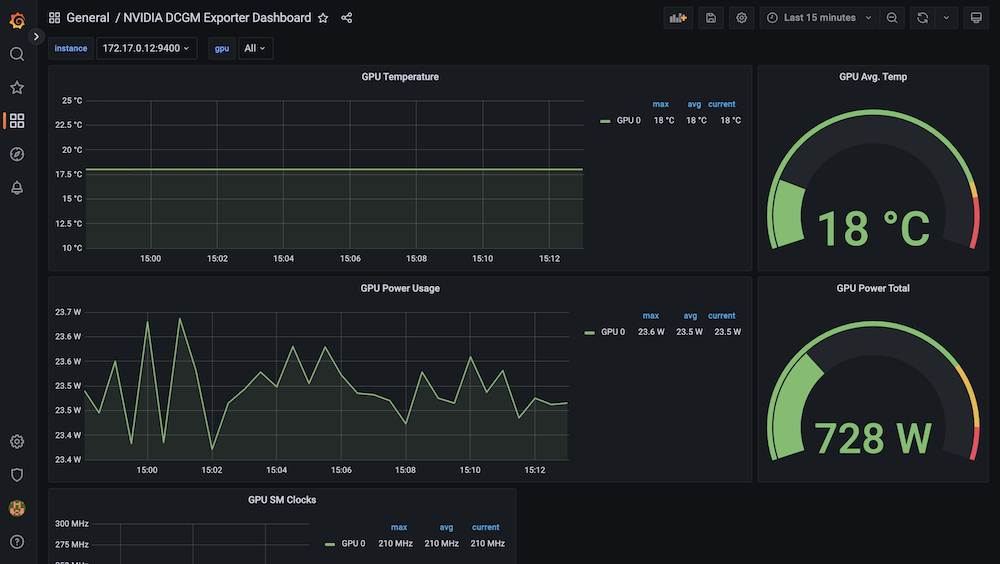 General / NVIDIA DCGM Exporter Dashboard
Last 15 minutes
instance 172.17.0.12:9400 gpu All
GPU Temperature
25 °C
22.5 °C
20 °C
17.5 °C
15 °C
12.5 °C
10 °C
15:00 15:02 15:04 15:06 15:08 15:10 15:12
max avg current
GPU 0 18 °C 18 °C 18 °C
GPU Avg. Temp
18 °C
GPU Power Usage
23.7 W
23.6 W
23.6 W
23.5 W
23.5 W
23.4 W
23.4 W
15:00 15:02 15:04 15:06 15:08 15:10 15:12
max avg current
GPU 0 23.6 W 23.5 W 23.5 W
GPU Power Total
728 W
GPU SM Clocks
300 MHz
275 MHz
max avg current
GPU 0 210 MHz 210 MHz 210 MHz